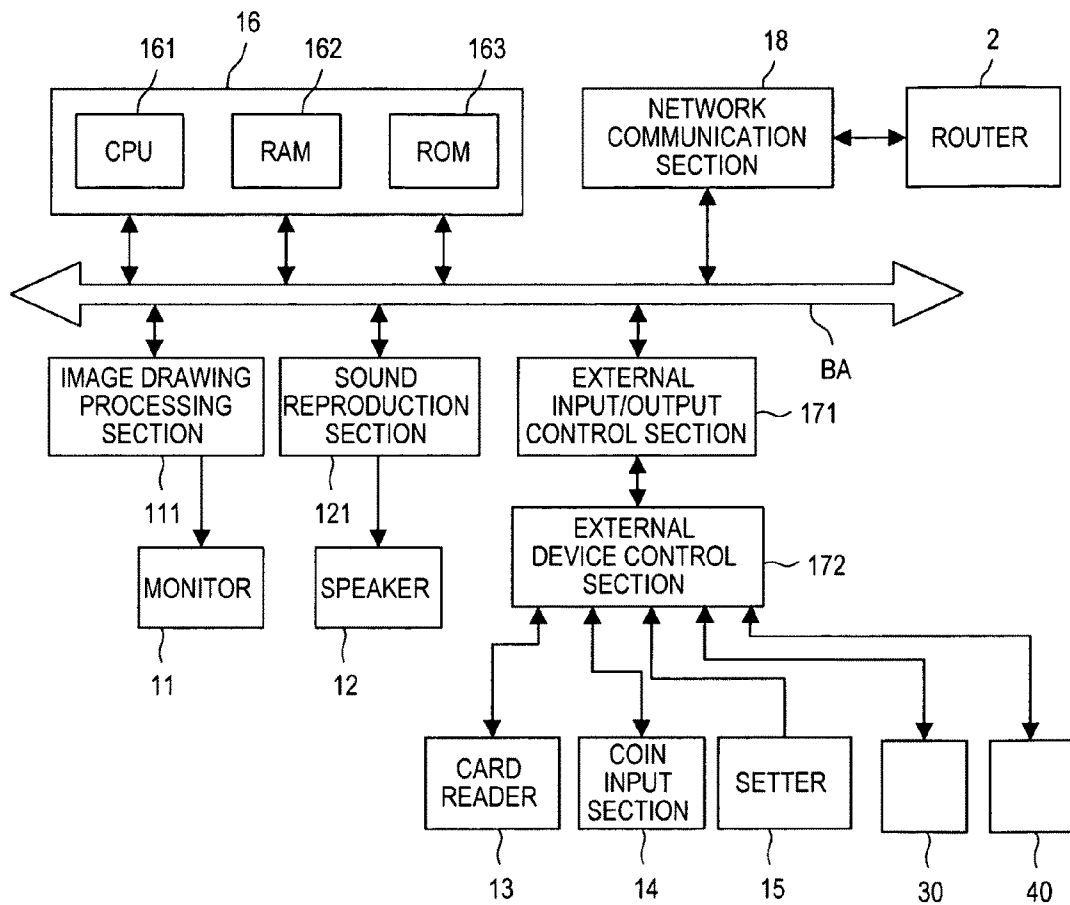 16
161
162
163
18
2
CPU
RAM
ROM
NETWORK
COMMUNICATION
SECTION
ROUTER
BA
IMAGE DRAWING
PROCESSING
SECTION
SOUND
REPRODUCTION
SECTION
EXTERNAL
INPUT/OUTPUT
CONTROL SECTION
171
111
121
EXTERNAL
DEVICE CONTROL
SECTION
172
MONITOR
SPEAKER
11
12
CARD
READER
COIN
INPUT
SECTION
SETTER
13
14
15
30
40